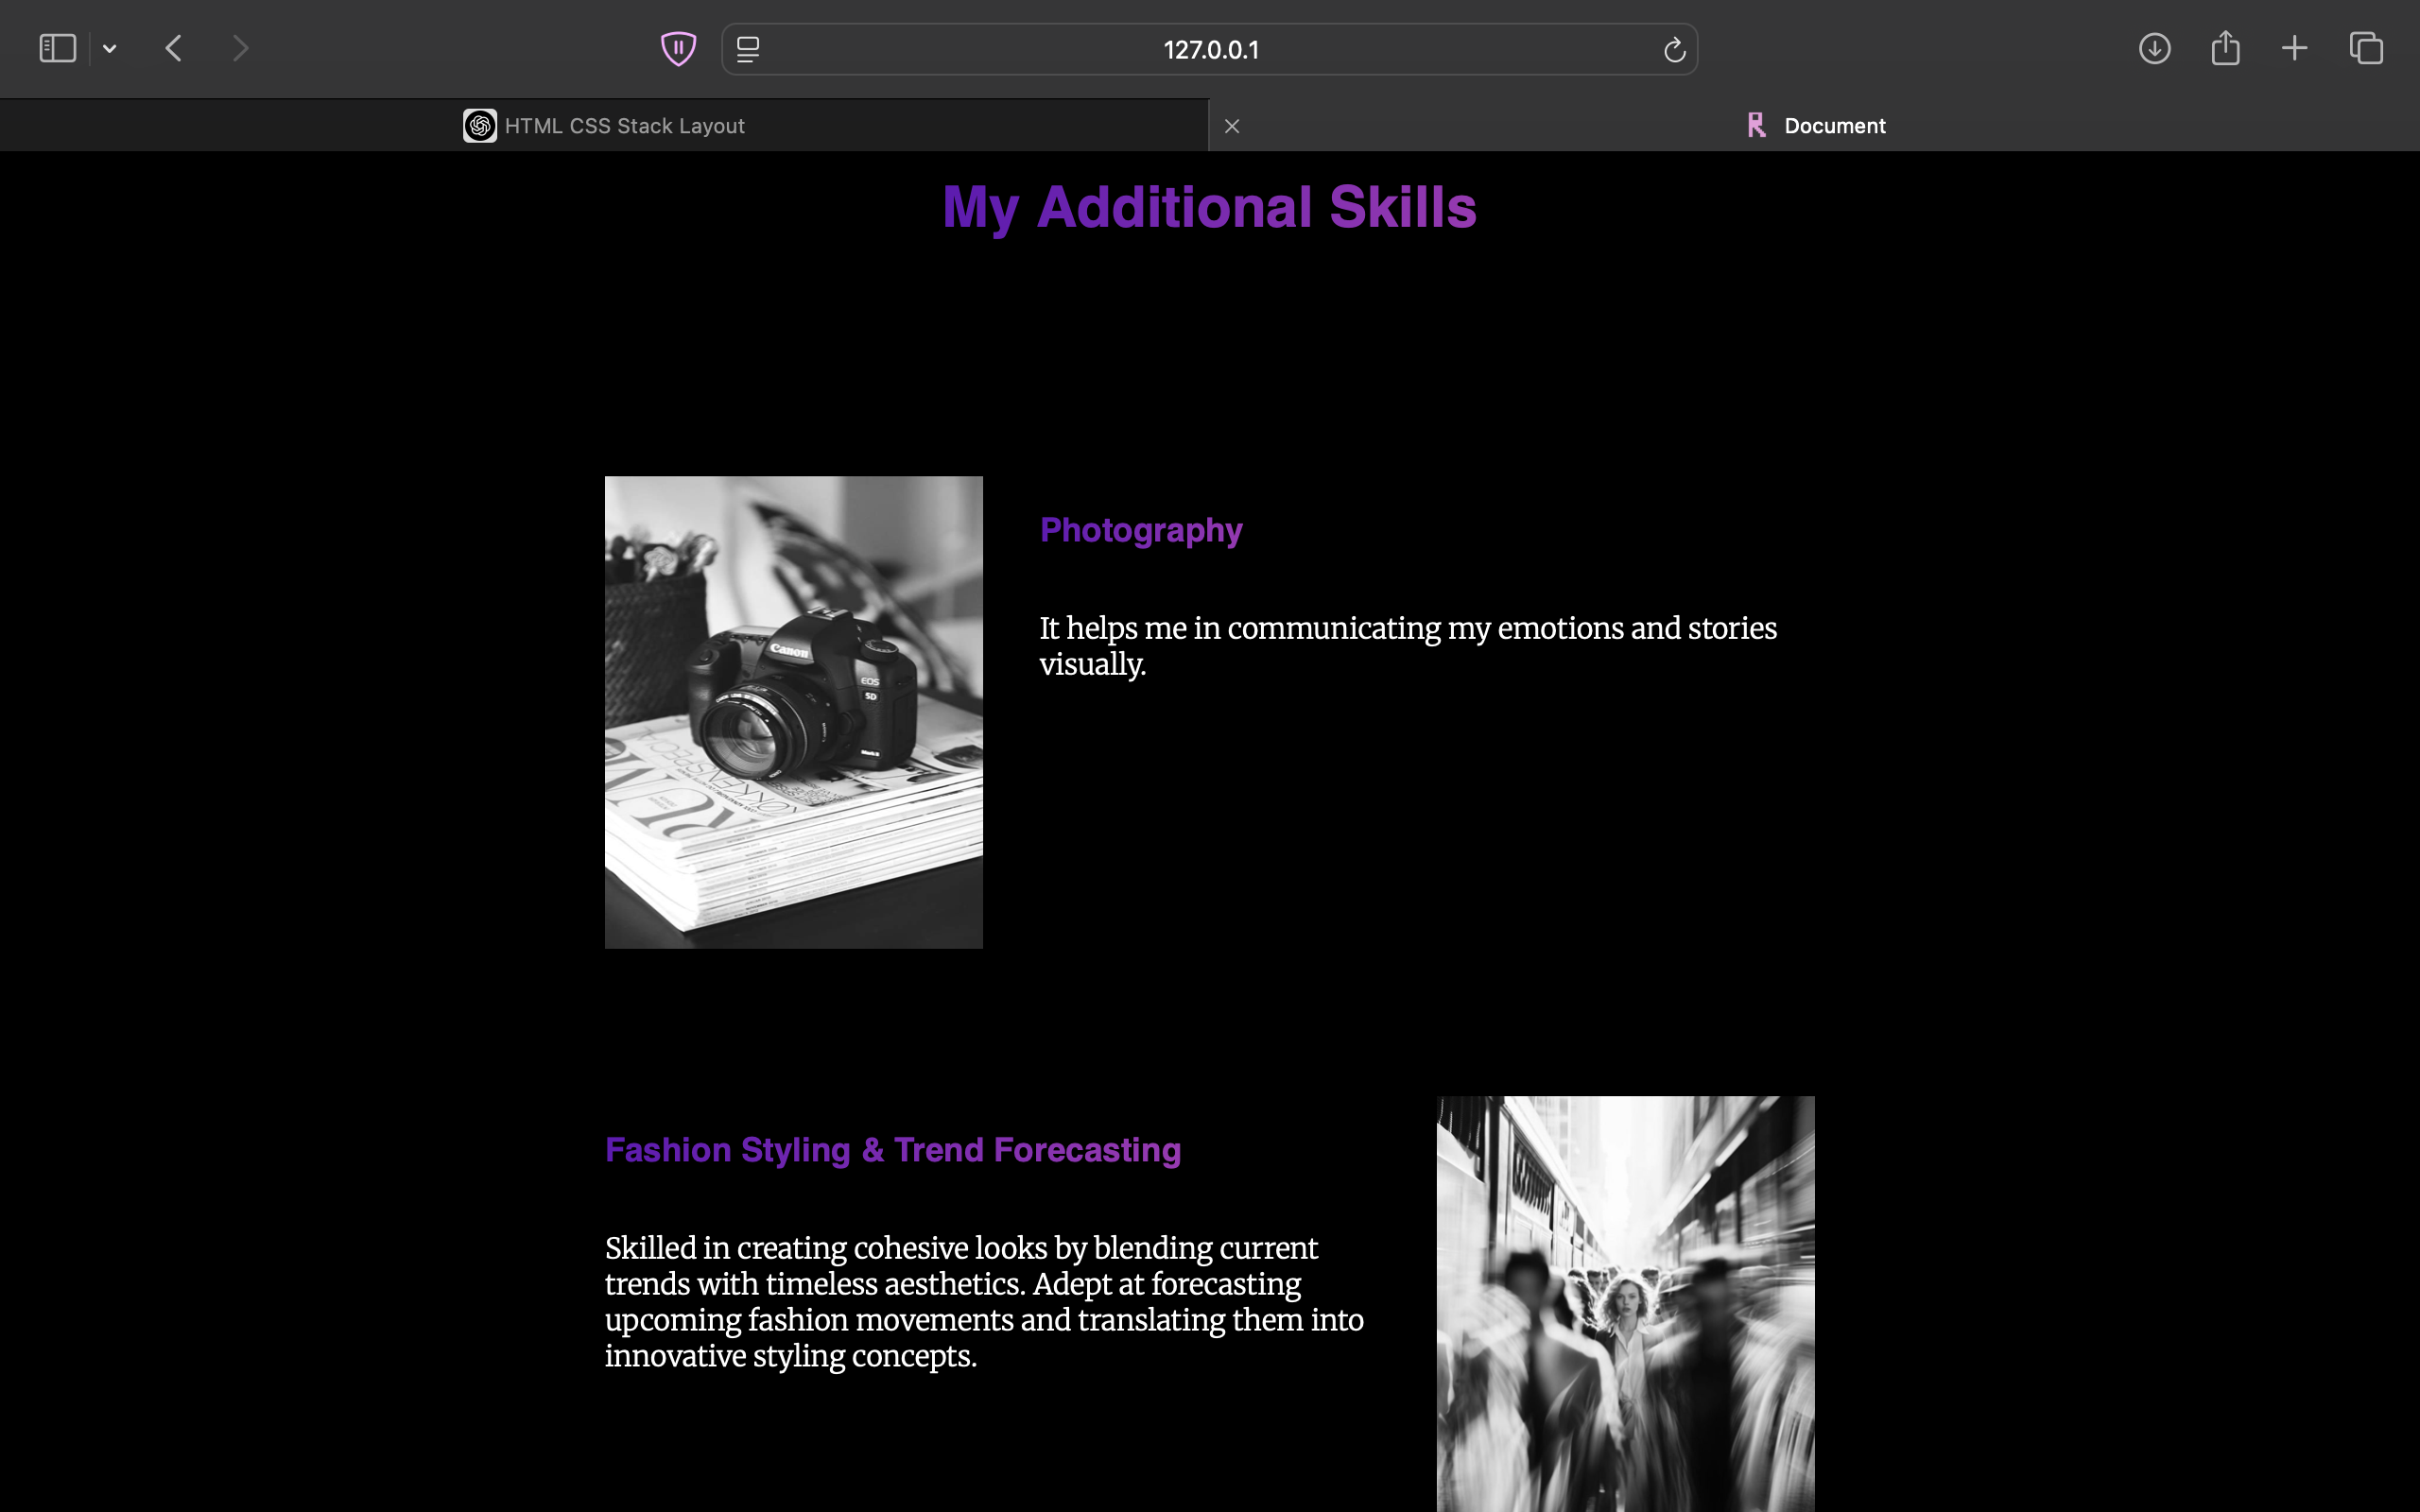 127.0.0.1
HTML CSS Stack Layout
Document
My Additional Skills
Photography
It helps me in communicating my emotions and stories
visually.
Canon
EOS
5D
Mark II
Fashion Styling & Trend Forecasting
Skilled in creating cohesive looks by blending current
trends with timeless aesthetics. Adept at forecasting
upcoming fashion movements and translating them into
innovative styling concepts.